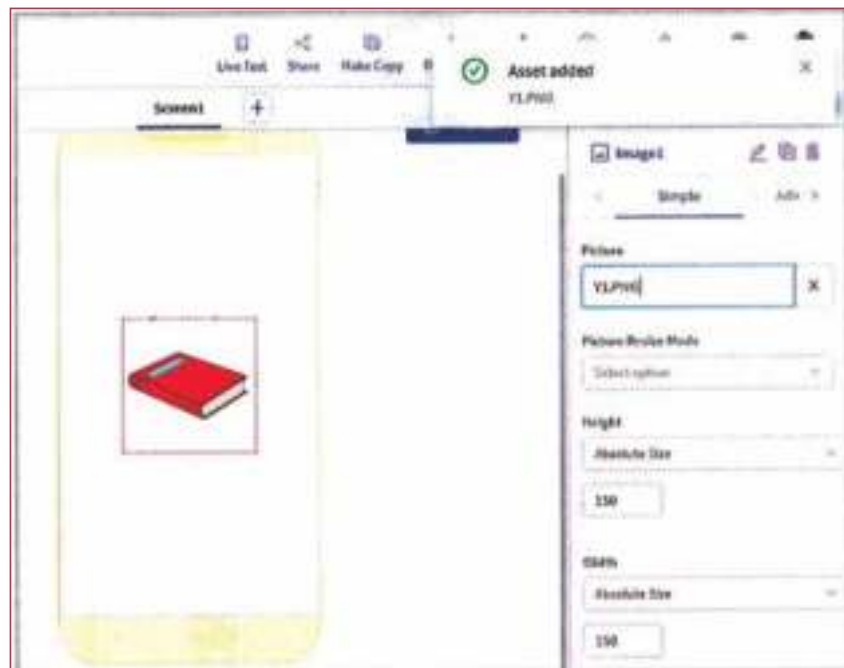 Live Test Share Make Copy
Asset added
Y1.PNG
Screen1 +
Image1
Simple
Picture
Y1.PNG
Picture Resize Mode
Select option
Height
Absolute Size
150
Width
Absolute Size
150